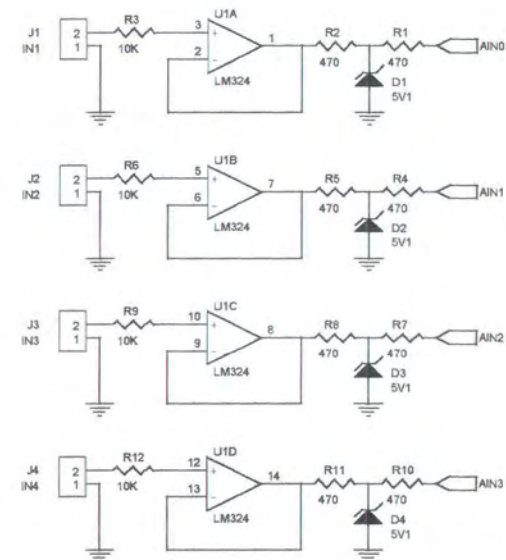 U1A
J1 2 R3 3 + 1 R2 R1 AIN0
IN1 1 10K 2 - 470 470
LM324 D1
5V1
U1B
J2 2 R6 5 + 7 R5 R4 AIN1
IN2 1 10K 6 - 470 470
LM324 D2
5V1
U1C
J3 2 R9 10 + 8 R8 R7 AIN2
IN3 1 10K 9 - 470 470
LM324 D3
5V1
U1D
J4 2 R12 12 + 14 R11 R10 AIN3
IN4 1 10K 13 - 470 470
LM324 D4
5V1